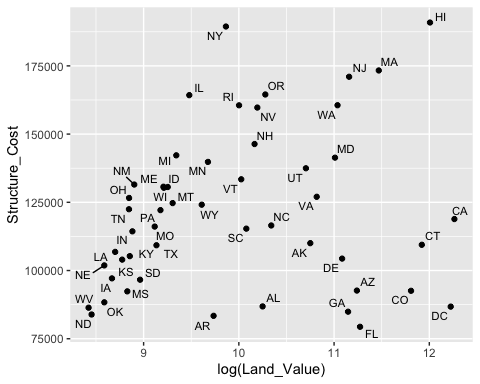 HI
NY
MA
NJ
IL
OR
RI
NV
WA
NH
MD
MI
MN
NM
ME
ID
UT
VT
OH
WI
MT
VA
WY
CA
TN
PA
NC
SC
MO
IN
CT
AK
KY
TX
LA
DE
NE
KS
SD
IA
AZ
MS
CO
WV
OK
AL
GA
DC
ND
AR
FL
175000
150000
125000
100000
75000
Structure_Cost
9
10
11
12
log(Land_Value)